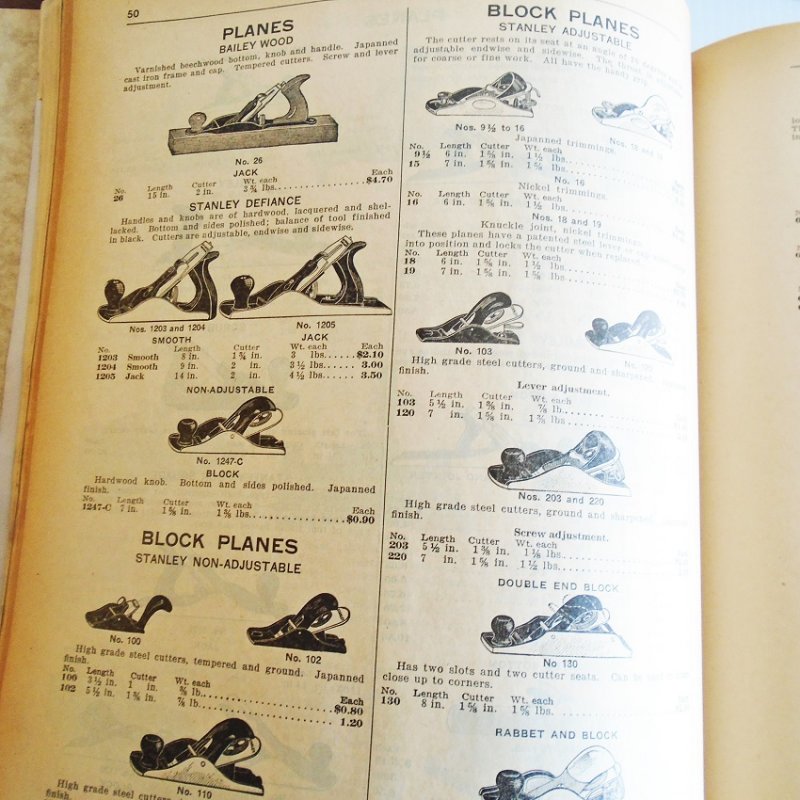 50
PLANES
BAILEY WOOD
Varnished beechwood bottom, knob and handle. Japanned
cast iron frame and cap. Tempered cutters. Screw and lever
adjustment.
No. 26
JACK
No. Length Cutter Wt. each Each
26 15 in. 2 in. 3¾ lbs. $4.70
STANLEY DEFIANCE
Handles and knobs are of hardwood, lacquered and shel-
lacked. Bottom and sides polished; balance of tool finished
in black. Cutters are adjustable, endwise and sidewise.
Nos. 1203 and 1204
No. 1205
SMOOTH JACK
No. Length Cutter Wt. each Each
1203 Smooth 8 in. 1¾ in. 3 lbs. $2.10
1204 Smooth 9 in. 2 in. 3½ lbs. 3.00
1205 Jack 14 in. 2 in. 4½ lbs. 3.50
NON-ADJUSTABLE
No. 1247-C
BLOCK
Hardwood knob. Bottom and sides polished. Japanned
finish.
No. Length Cutter Wt. each Each
1247-C 7 in. 1⅝ in. 1⅜ lbs. $0.90
BLOCK PLANES
STANLEY NON-ADJUSTABLE
No. 100
No. 102
High grade steel cutters, tempered and ground. Japanned
finish.
No. Length Cutter Wt. each Each
100 3½ in. 1 in. lb. $0.80
102 5½ in. 1⅜ in. ⅞ lb. 1.20
No. 110
High grade steel cutters,
finish.
BLOCK PLANES
STANLEY ADJUSTABLE
The cutter rests on its seat at an angle of
adjustable endwise and sidewise. The
for coarse or fine work. All have the handy
Nos. 9½ to 16
Nos. 18 and 19
Japanned trimmings.
No. Length Cutter Wt. each
9½ 6 in. 1⅝ in. 1½ lbs.
15 7 in. 1⅝ in. 1⅝ lbs.
No. 16
Nickel trimmings.
No. Length Cutter Wt. each
16 6 in. 1⅝ in. 1½ lbs.
Nos. 18 and 19
Knuckle joint, nickel trimmings.
These planes have a patented steel lever
into position and locks the cutter when replaced.
No. Length Cutter Wt. each
18 6 in. 1⅝ in. 1½ lbs.
19 7 in. 1⅝ in. 1⅝ lbs.
No. 103
No. 120
High grade steel cutters, ground and sharpened.
finish.
Lever adjustment.
No. Length Cutter Wt. each
103 5½ in. 1⅜ in. ⅞ lb.
120 7 in. 1⅝ in. 1⅜ lbs.
Nos. 203 and 220
High grade steel cutters, ground and sharpened
finish.
Screw adjustment.
No. Length Cutter Wt. each
203 5½ in. 1⅜ in. 1⅛ lbs.
220 7 in. 1⅝ in. 1½ lbs.
DOUBLE END BLOCK
No 130
Has two slots and two cutter seats. Can be
close up to corners.
No. Length Cutter Wt. each
130 8 in. 1⅝ in. 1⅝ lbs.
RABBET AND BLOCK